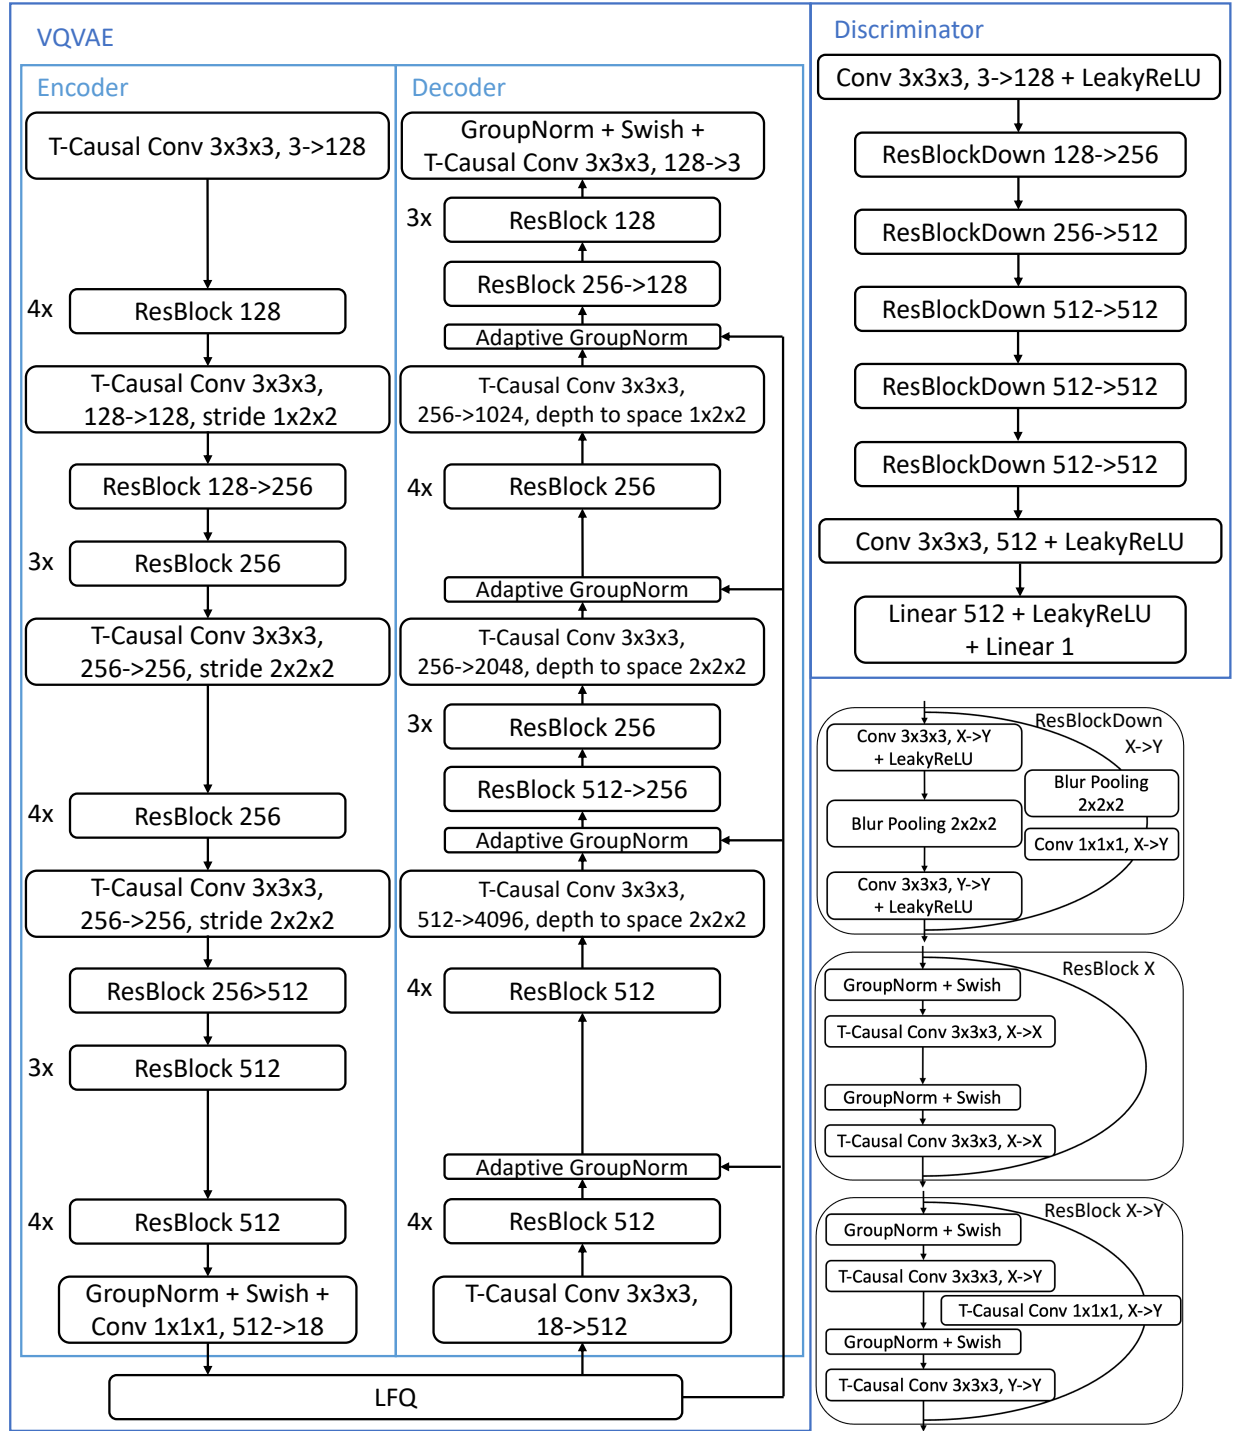 VQVAE
Encoder
T-Causal Conv 3x3x3, 3->128
4x
ResBlock 128
T-Causal Conv 3x3x3,
128->128, stride 1x2x2
ResBlock 128->256
3x
ResBlock 256
T-Causal Conv 3x3x3,
256->256, stride 2x2x2
4x
ResBlock 256
T-Causal Conv 3x3x3,
256->256, stride 2x2x2
ResBlock 256>512
3x
ResBlock 512
4x
ResBlock 512
GroupNorm + Swish +
Conv 1x1x1, 512->18
Decoder
GroupNorm + Swish +
T-Causal Conv 3x3x3, 128->3
3x
ResBlock 128
ResBlock 256->128
Adaptive GroupNorm
T-Causal Conv 3x3x3,
256->1024, depth to space 1x2x2
4x
ResBlock 256
Adaptive GroupNorm
T-Causal Conv 3x3x3,
256->2048, depth to space 2x2x2
3x
ResBlock 256
ResBlock 512->256
Adaptive GroupNorm
T-Causal Conv 3x3x3,
512->4096, depth to space 2x2x2
4x
ResBlock 512
Adaptive GroupNorm
4x
ResBlock 512
T-Causal Conv 3x3x3,
18->512
LFQ
Discriminator
Conv 3x3x3, 3->128 + LeakyReLU
ResBlockDown 128->256
ResBlockDown 256->512
ResBlockDown 512->512
ResBlockDown 512->512
ResBlockDown 512->512
Conv 3x3x3, 512 + LeakyReLU
Linear 512 + LeakyReLU
+ Linear 1
ResBlockDown
X->Y
Conv 3x3x3, X->Y
+ LeakyReLU
Blur Pooling 2x2x2
Conv 3x3x3, Y->Y
+ LeakyReLU
Blur Pooling
2x2x2
Conv 1x1x1, X->Y
ResBlock X
GroupNorm + Swish
T-Causal Conv 3x3x3, X->X
GroupNorm + Swish
T-Causal Conv 3x3x3, X->X
ResBlock X->Y
GroupNorm + Swish
T-Causal Conv 3x3x3, X->Y
T-Causal Conv 1x1x1, X->Y
GroupNorm + Swish
T-Causal Conv 3x3x3, Y->Y